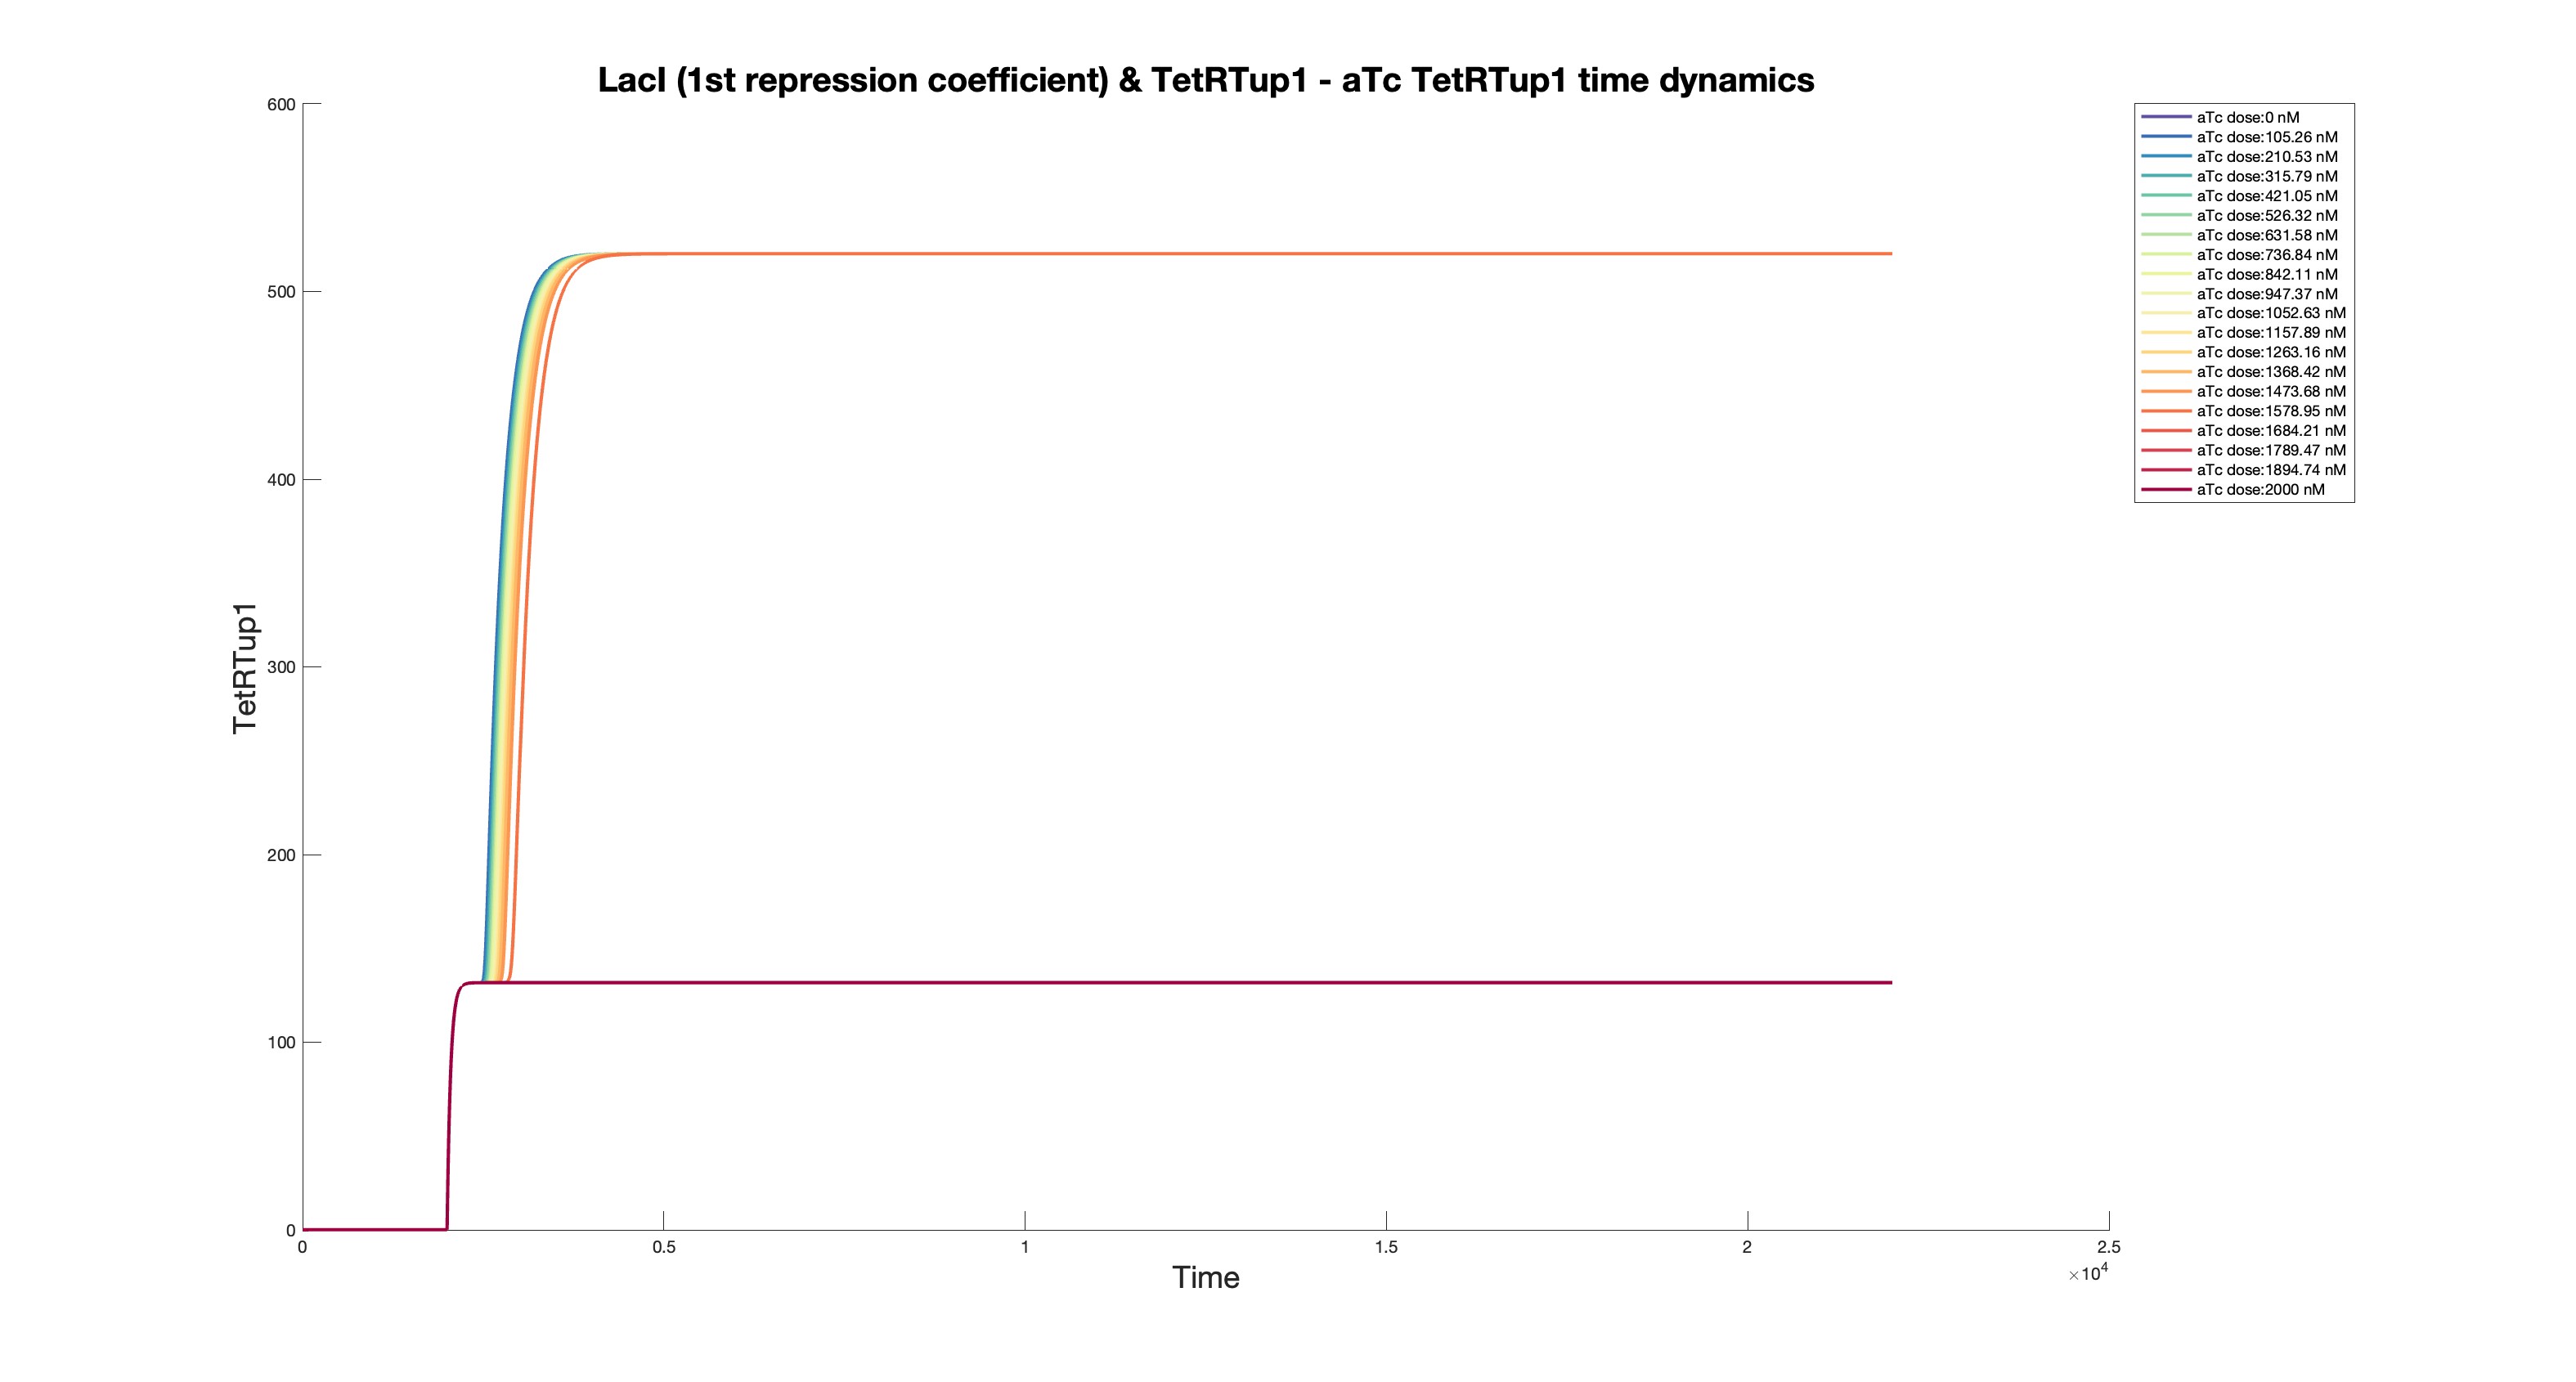 LacI (1st repression coefficient) & TetRTup1 - aTc TetRTup1 time dynamics
600
500
400
300
200
100
0
TetRTup1
0 0.5 1 1.5 2 2.5
×10⁴
Time
aTc dose:0 nM
aTc dose:105.26 nM
aTc dose:210.53 nM
aTc dose:315.79 nM
aTc dose:421.05 nM
aTc dose:526.32 nM
aTc dose:631.58 nM
aTc dose:736.84 nM
aTc dose:842.11 nM
aTc dose:947.37 nM
aTc dose:1052.63 nM
aTc dose:1157.89 nM
aTc dose:1263.16 nM
aTc dose:1368.42 nM
aTc dose:1473.68 nM
aTc dose:1578.95 nM
aTc dose:1684.21 nM
aTc dose:1789.47 nM
aTc dose:1894.74 nM
aTc dose:2000 nM